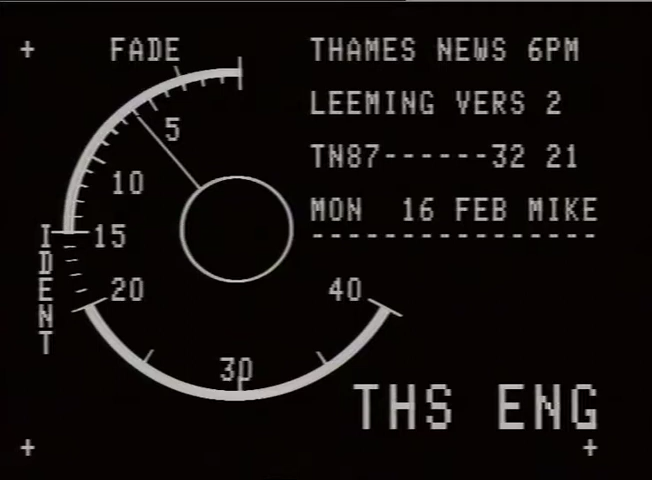 FADE
THAMES NEWS 6PM
LEEMING VERS 2
TN87------32 21
MON 16 FEB MIKE
----------------
5
10
15
20
30
40
IDENT
THS ENG